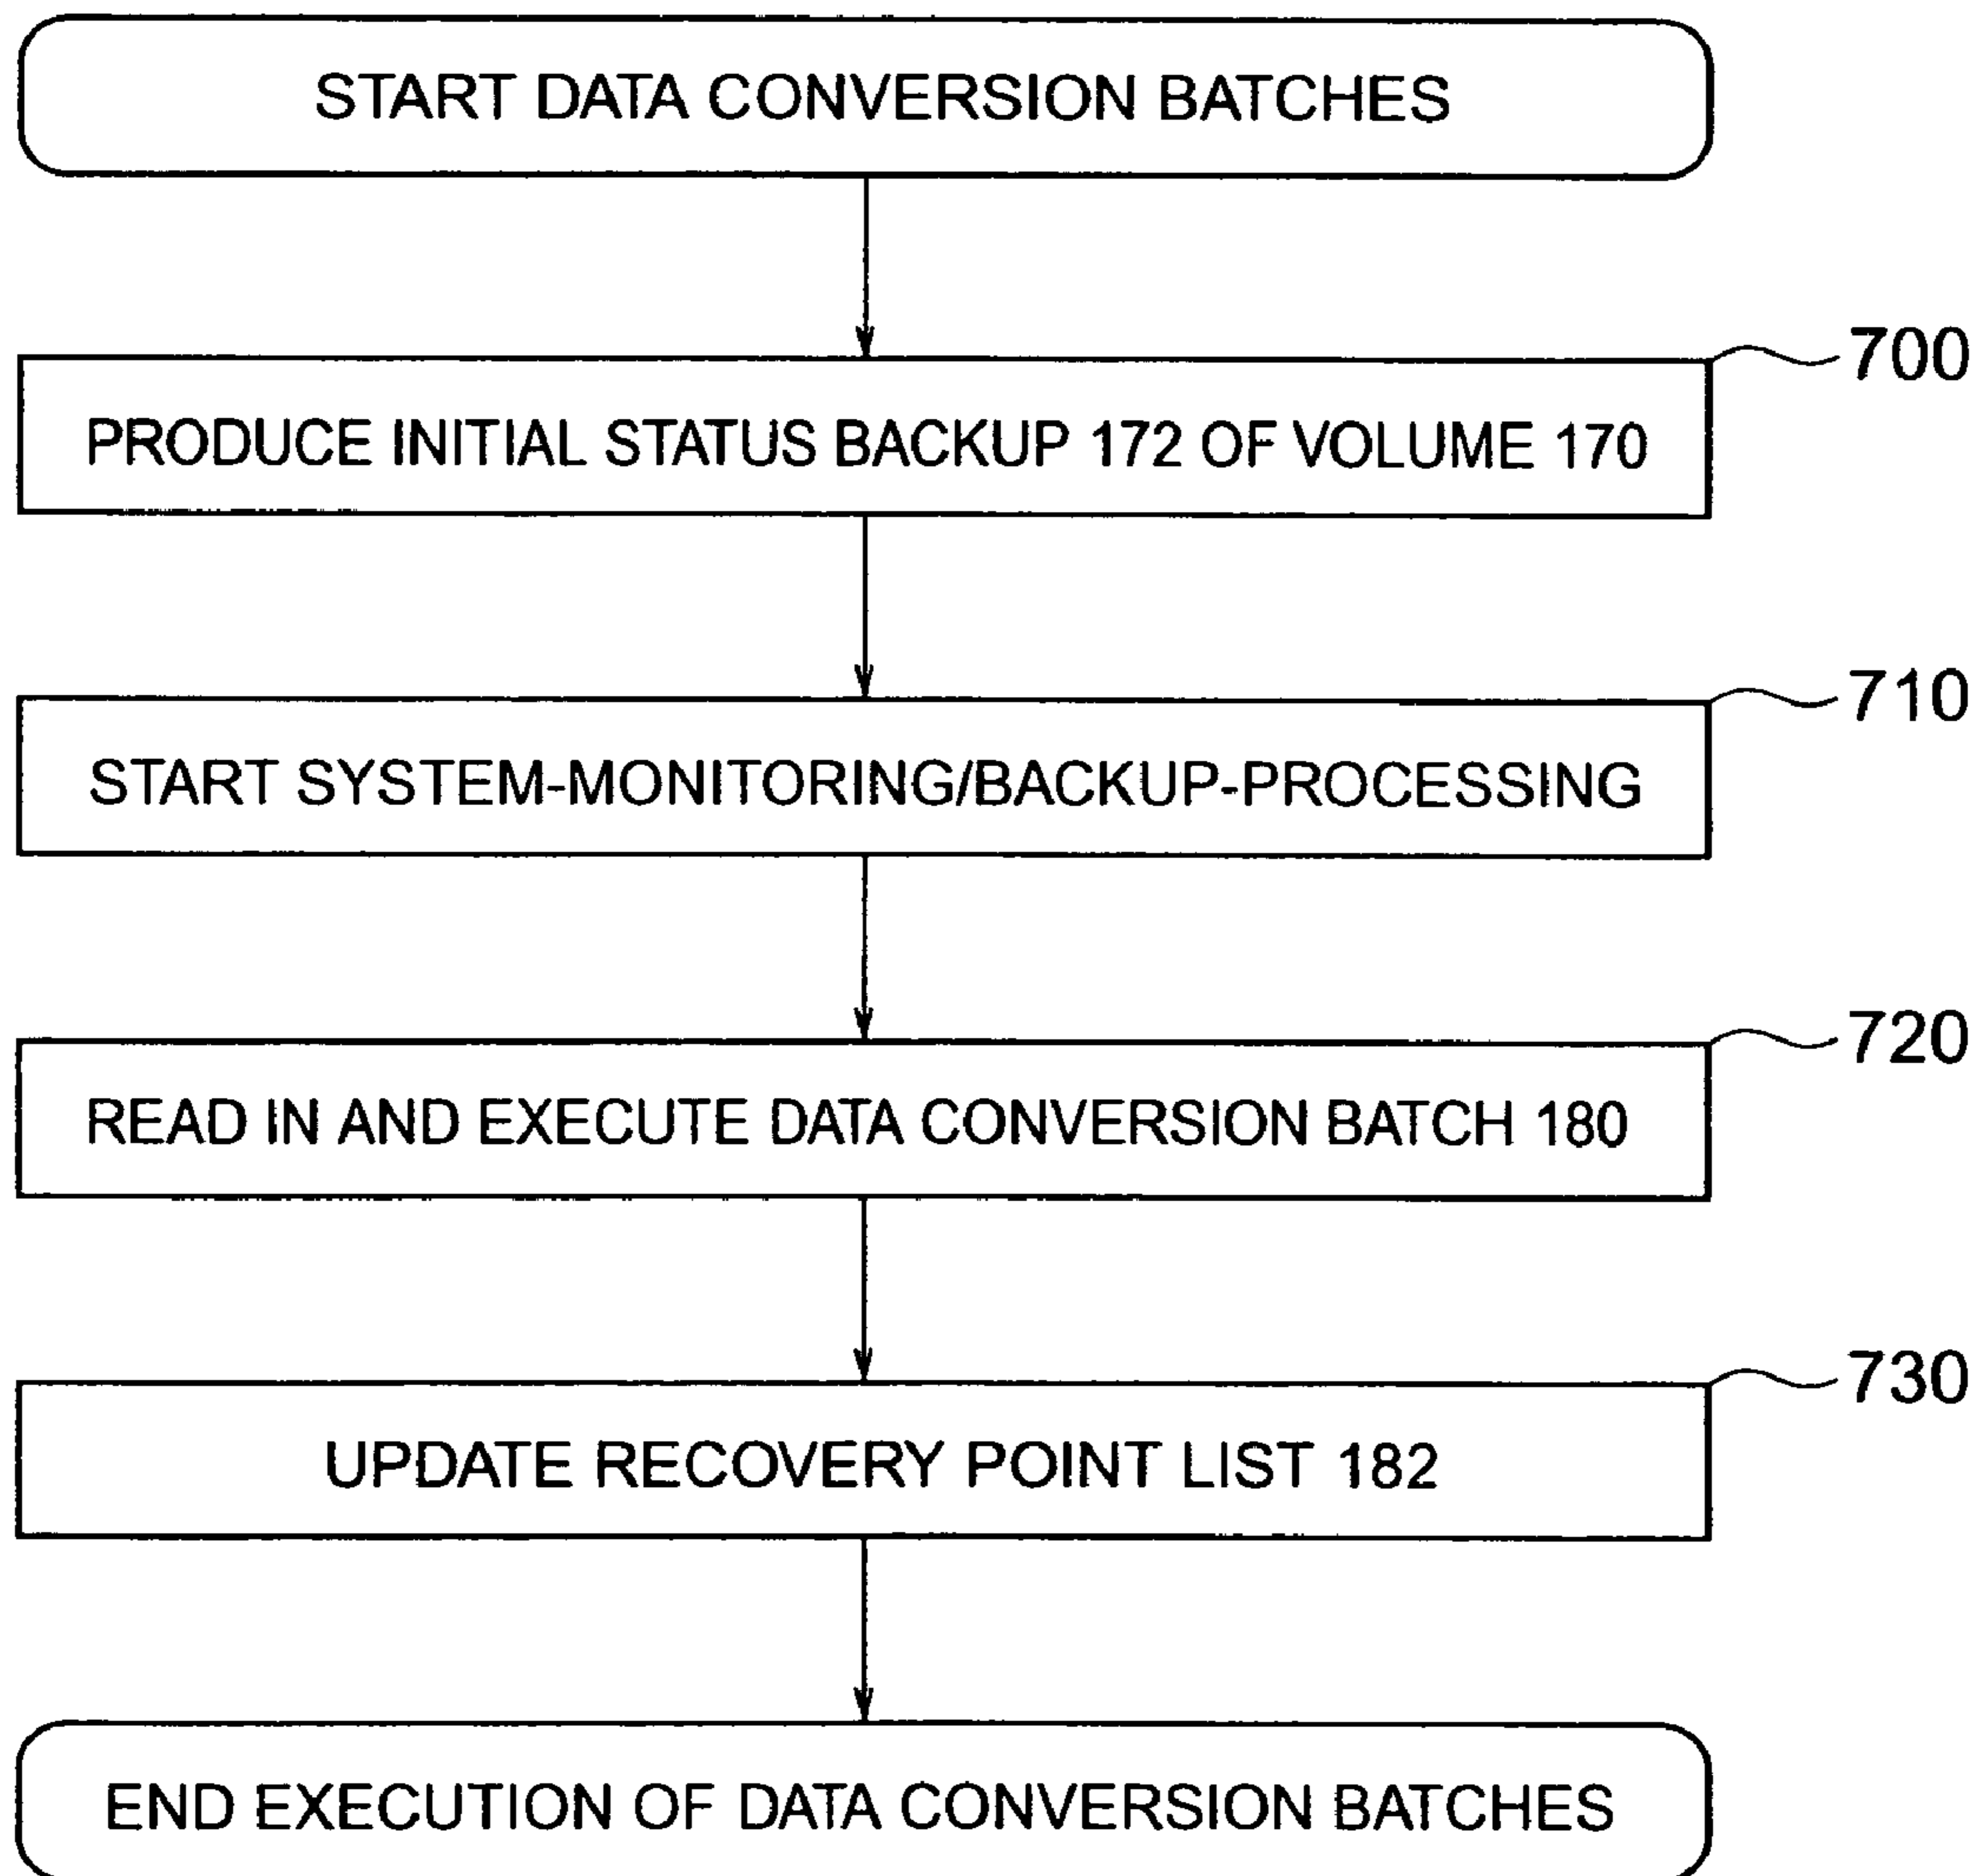 START DATA CONVERSION BATCHES
700
PRODUCE INITIAL STATUS BACKUP 172 OF VOLUME 170
710
START SYSTEM-MONITORING/BACKUP-PROCESSING
720
READ IN AND EXECUTE DATA CONVERSION BATCH 180
730
UPDATE RECOVERY POINT LIST 182
END EXECUTION OF DATA CONVERSION BATCHES